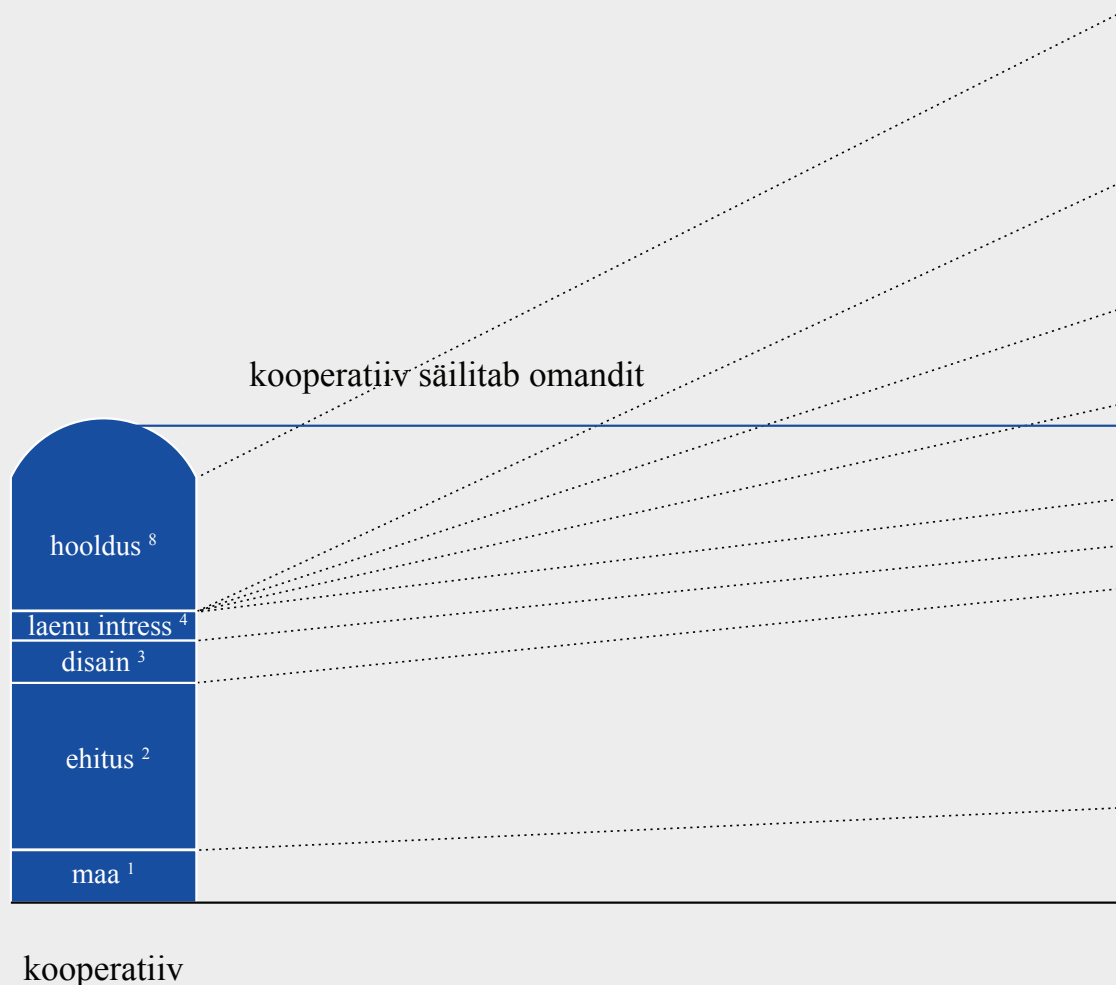 kooperatiiv säilitab omandit
hooldus ⁸
laenu intress ⁴
disain ³
ehitus ²
maa ¹
kooperatiiv